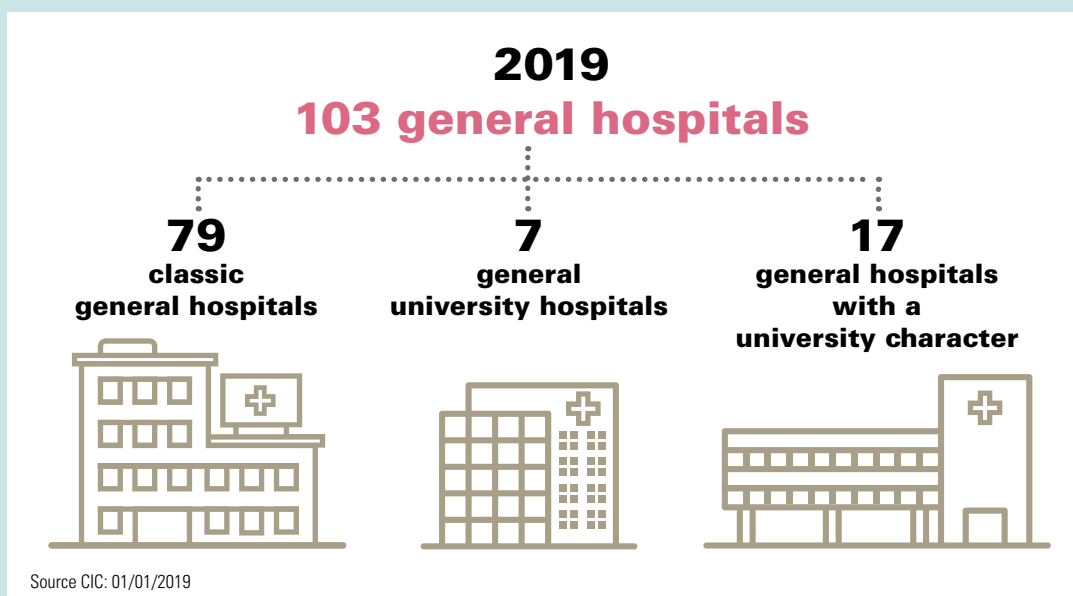 2019
103 general hospitals
79
classic
general hospitals
7
general
university hospitals
17
general hospitals
with a
university character
Source CIC: 01/01/2019